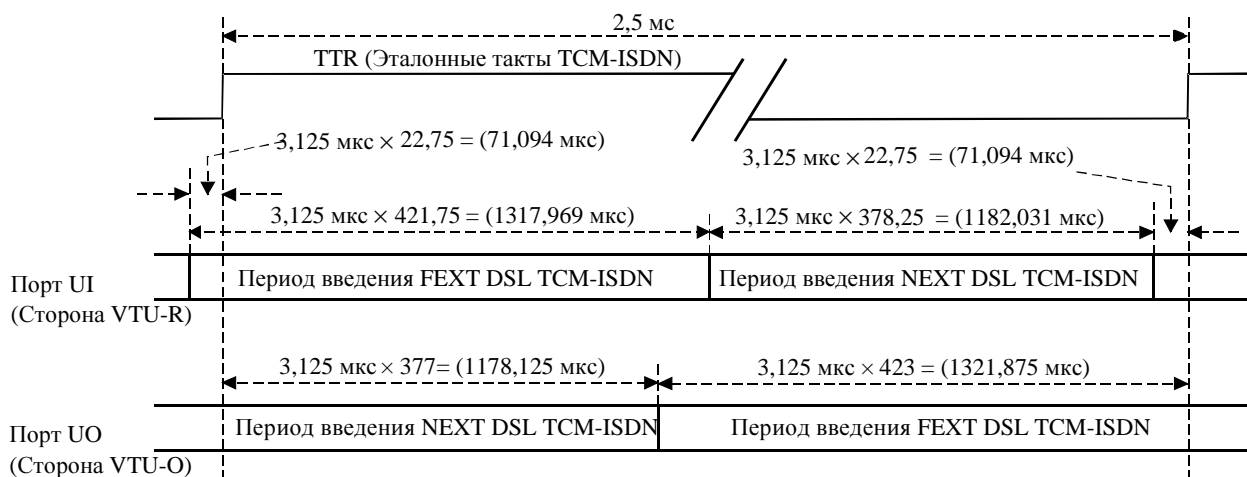 2,5 мс
TTR (Эталонные такты TCM-ISDN)
3,125 мкс × 22,75 = (71,094 мкс)
3,125 мкс × 22,75 = (71,094 мкс)
3,125 мкс × 421,75 = (1317,969 мкс)
3,125 мкс × 378,25 = (1182,031 мкс)
Порт UI
(Сторона VTU-R)
Период введения FEXT DSL TCM-ISDN
Период введения NEXT DSL TCM-ISDN
3,125 мкс × 377= (1178,125 мкс)
3,125 мкс × 423 = (1321,875 мкс)
Порт UO
(Сторона VTU-O)
Период введения NEXT DSL TCM-ISDN
Период введения FEXT DSL TCM-ISDN